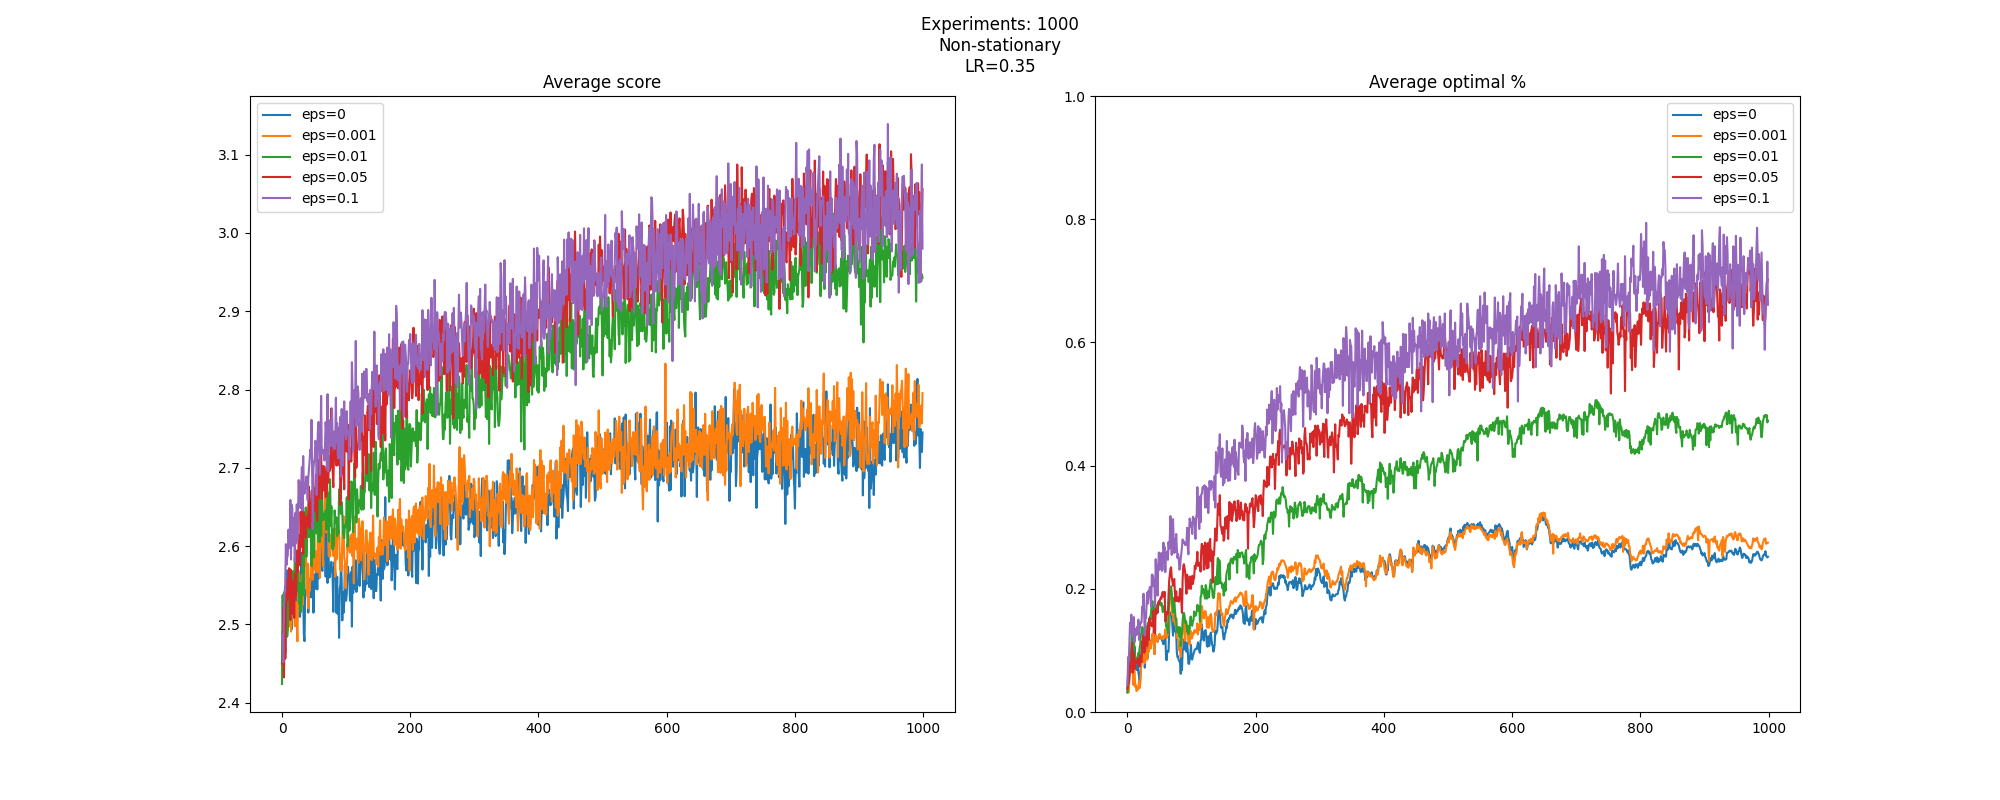 Experiments: 1000
Non-stationary
LR=0.35
Average score
eps=0
eps=0.001
eps=0.01
eps=0.05
eps=0.1
3.1
3.0
2.9
2.8
2.7
2.6
2.5
2.4
0 200 400 600 800 1000
Average optimal %
eps=0
eps=0.001
eps=0.01
eps=0.05
eps=0.1
1.0
0.8
0.6
0.4
0.2
0.0
0 200 400 600 800 1000